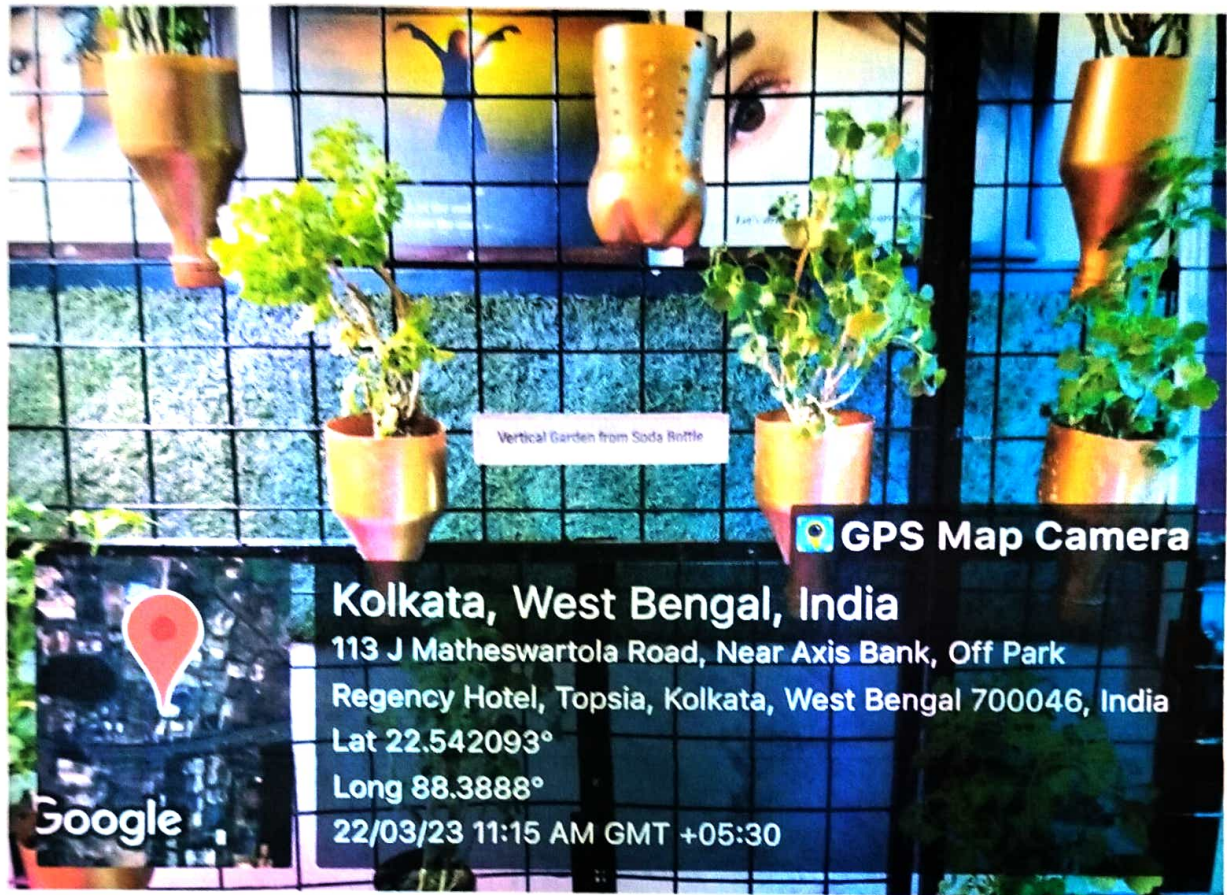 Vertical Garden from Soda Bottle
GPS Map Camera
Kolkata, West Bengal, India
113 J Matheswartola Road, Near Axis Bank, Off Park
Regency Hotel, Topsia, Kolkata, West Bengal 700046, India
Lat 22.542093°
Long 88.3888°
22/03/23 11:15 AM GMT +05:30
Google